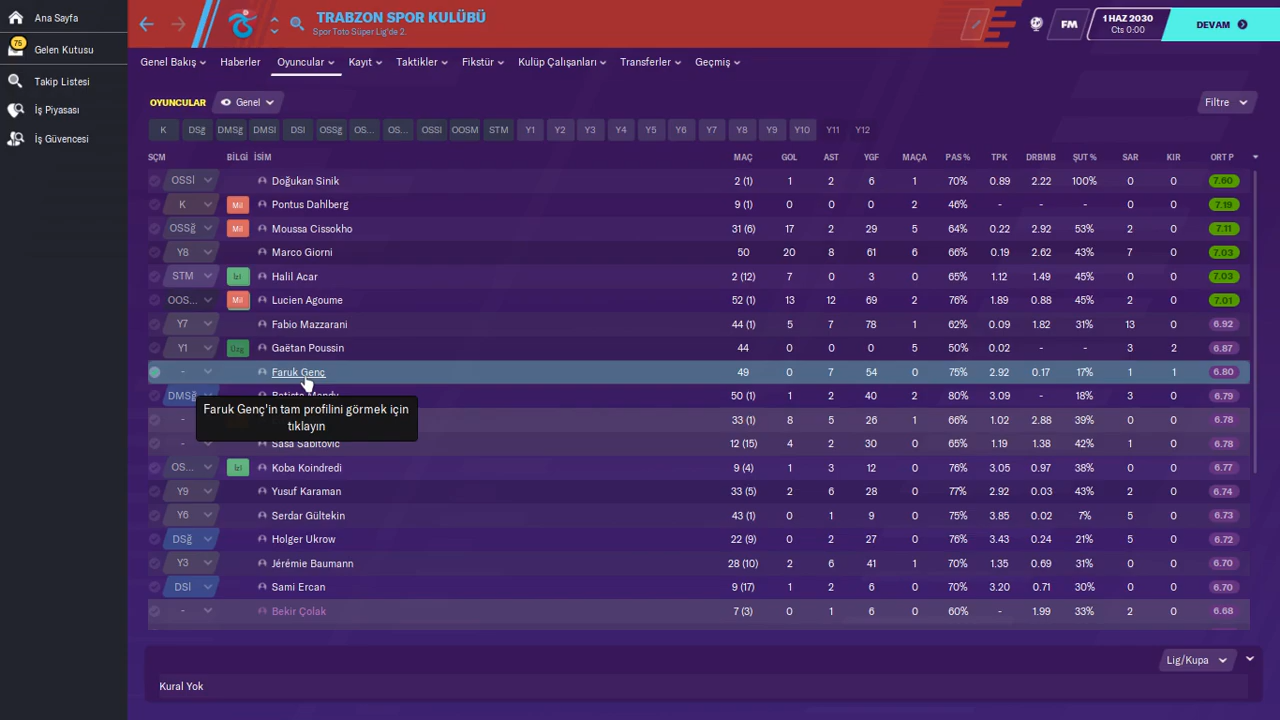 Ana Sayfa
75
Gelen Kutusu
Takip Listesi
İş Piyasası
İş Güvencesi
TRABZON SPOR KULÜBÜ
Spor Toto Süper Lig'de 2.
FM
1 HAZ 2030
Cts 0:00
DEVAM
Genel Bakış Haberler Oyuncular Kayıt Taktikler Fikstür Kulüp Çalışanları Transferler Geçmiş
OYUNCULAR Genel Filtre
K DSğ DMSğ DMSl DSl OSSğ OS... OS... OSSl OOSM STM Y1 Y2 Y3 Y4 Y5 Y6 Y7 Y8 Y9 Y10 Y11 Y12
SÇM BİLGİ İSİM MAÇ GOL AST YGF MAÇA PAS % TPK DRBMB ŞUT % SAR KIR ORT P
OSSl Doğukan Sinik 2 (1) 1 2 6 1 70% 0.89 2.22 100% 0 0 7.60
K Mil Pontus Dahlberg 9 (1) 0 0 0 2 46% - - - 0 0 7.19
OSSğ Mil Moussa Cissokho 31 (6) 17 2 29 5 64% 0.22 2.92 53% 2 0 7.11
Y8 Marco Giorni 50 20 8 61 6 66% 0.19 2.62 43% 7 0 7.03
STM İzl Halil Acar 2 (12) 7 0 3 0 65% 1.12 1.49 45% 0 0 7.03
OOS... Mil Lucien Agoume 52 (1) 13 12 69 2 76% 1.89 0.88 45% 2 0 7.01
Y7 Fabio Mazzarani 44 (1) 5 7 78 1 62% 0.09 1.82 31% 13 0 6.92
Y1 Özg Gaëtan Poussin 44 0 0 0 5 50% 0.02 - - 3 2 6.87
- Faruk Genç 49 0 7 54 0 75% 2.92 0.17 17% 1 1 6.80
DMSğ 50 (1) 1 2 40 2 80% 3.09 - 18% 3 0 6.79
Faruk Genç'in tam profilini görmek için
tıklayın
- 33 (1) 8 5 26 1 66% 1.02 2.88 39% 0 0 6.78
- Sasa Sabitovic 12 (15) 4 2 30 0 65% 1.19 1.38 42% 1 0 6.78
OS... İzl Koba Koindredi 9 (4) 1 3 12 0 76% 3.05 0.97 38% 0 0 6.77
Y9 Yusuf Karaman 33 (5) 2 6 28 0 77% 2.92 0.03 43% 2 0 6.74
Y6 Serdar Gültekin 43 (1) 0 1 9 0 75% 3.85 0.02 7% 5 0 6.73
DSğ Holger Ukrow 22 (9) 0 2 27 0 76% 3.43 0.24 21% 5 0 6.72
Y3 Jérémie Baumann 28 (10) 2 6 41 1 70% 1.35 0.69 31% 0 0 6.70
DSl Sami Ercan 9 (17) 1 2 6 0 70% 3.20 0.71 30% 0 0 6.70
- Bekir Çolak 7 (3) 0 1 6 0 60% - 1.99 33% 2 0 6.68
Lig/Kupa
Kural Yok